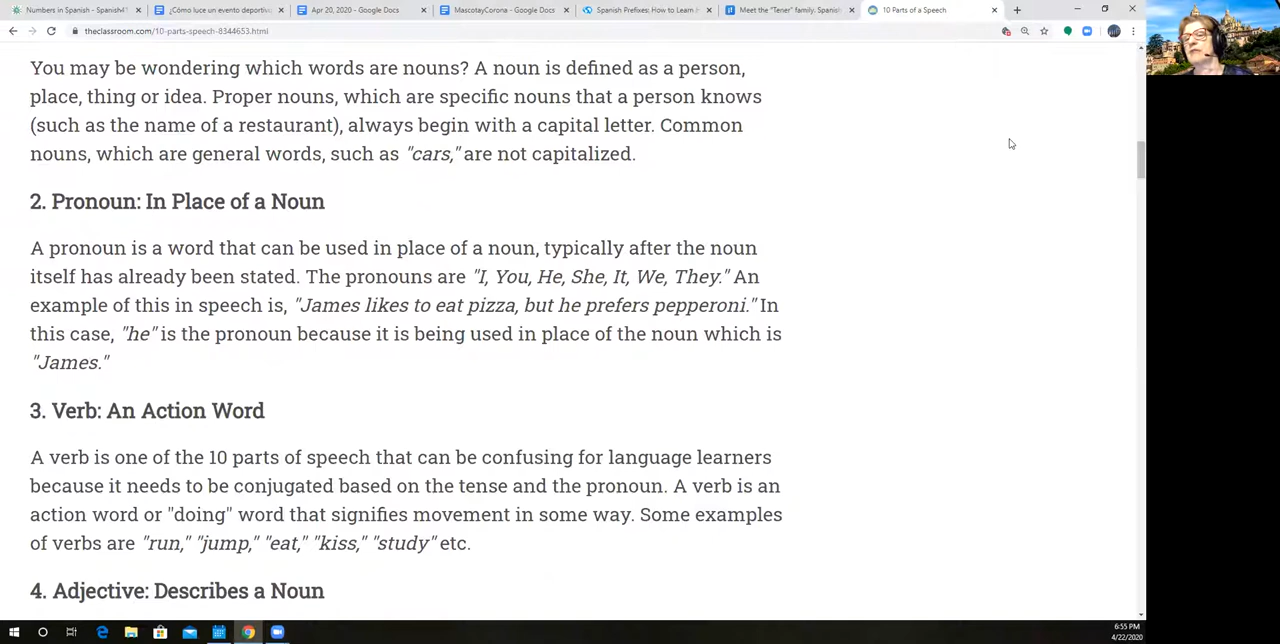 Numbers in Spanish - Spanish41
¿Cómo luce un evento deportiv
Apr 20, 2020 - Google Docs
MascotayCorona - Google Docs
Spanish Prefixes: How to Learn
Meet the "Tener" family. Spanish
10 Parts of a Speech
theclassroom.com/10-parts-speech-8344653.html
You may be wondering which words are nouns? A noun is defined as a person,
place, thing or idea. Proper nouns, which are specific nouns that a person knows
(such as the name of a restaurant), always begin with a capital letter. Common
nouns, which are general words, such as "cars," are not capitalized.
2. Pronoun: In Place of a Noun
A pronoun is a word that can be used in place of a noun, typically after the noun
itself has already been stated. The pronouns are "I, You, He, She, It, We, They." An
example of this in speech is, "James likes to eat pizza, but he prefers pepperoni." In
this case, "he" is the pronoun because it is being used in place of the noun which is
"James."
3. Verb: An Action Word
A verb is one of the 10 parts of speech that can be confusing for language learners
because it needs to be conjugated based on the tense and the pronoun. A verb is an
action word or "doing" word that signifies movement in some way. Some examples
of verbs are "run," "jump," "eat," "kiss," "study" etc.
4. Adjective: Describes a Noun
6:55 PM
4/22/2020